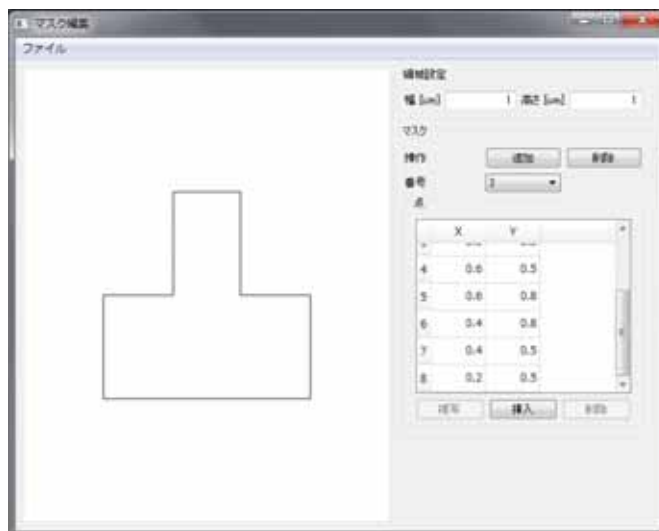 マスク編集
ファイル
領域設定
幅 [um] 1 高さ [um] 1
マスク
操作 追加 削除
番号
点
X Y
4 0.6 0.5
5 0.6 0.8
6 0.4 0.8
7 0.4 0.5
8 0.2 0.5
挿入 削除